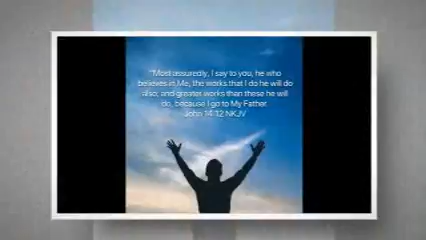 "Most assuredly, I say to you, he who
believes in Me, the works that I do he will do
also; and greater works than these he will
do, because I go to My Father.
John 14:12 NKJV